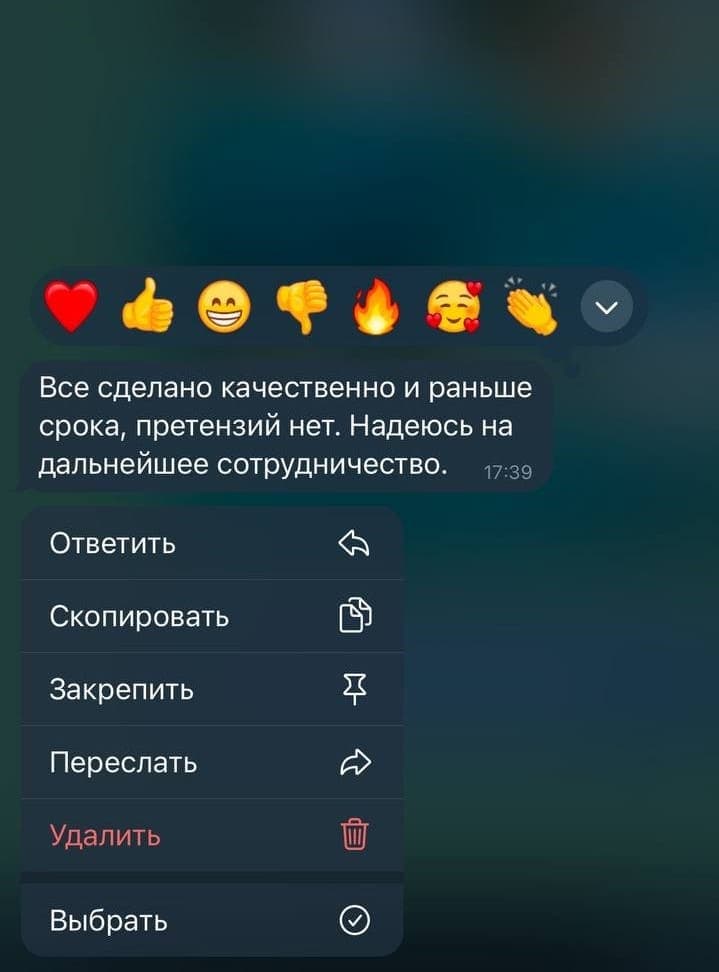 Все сделано качественно и раньше
срока, претензий нет. Надеюсь на
дальнейшее сотрудничество. 17:39
Ответить
Скопировать
Закрепить
Переслать
Удалить
Выбрать